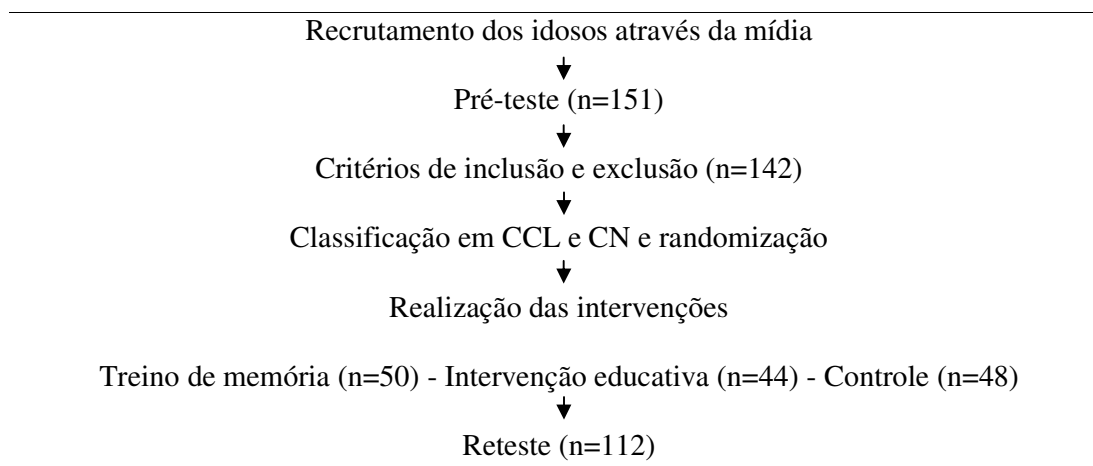 Recrutamento dos idosos através da mídia
Pré-teste (n=151)
Critérios de inclusão e exclusão (n=142)
Classificação em CCL e CN e randomização
Realização das intervenções
Treino de memória (n=50) - Intervenção educativa (n=44) - Controle (n=48)
Reteste (n=112)